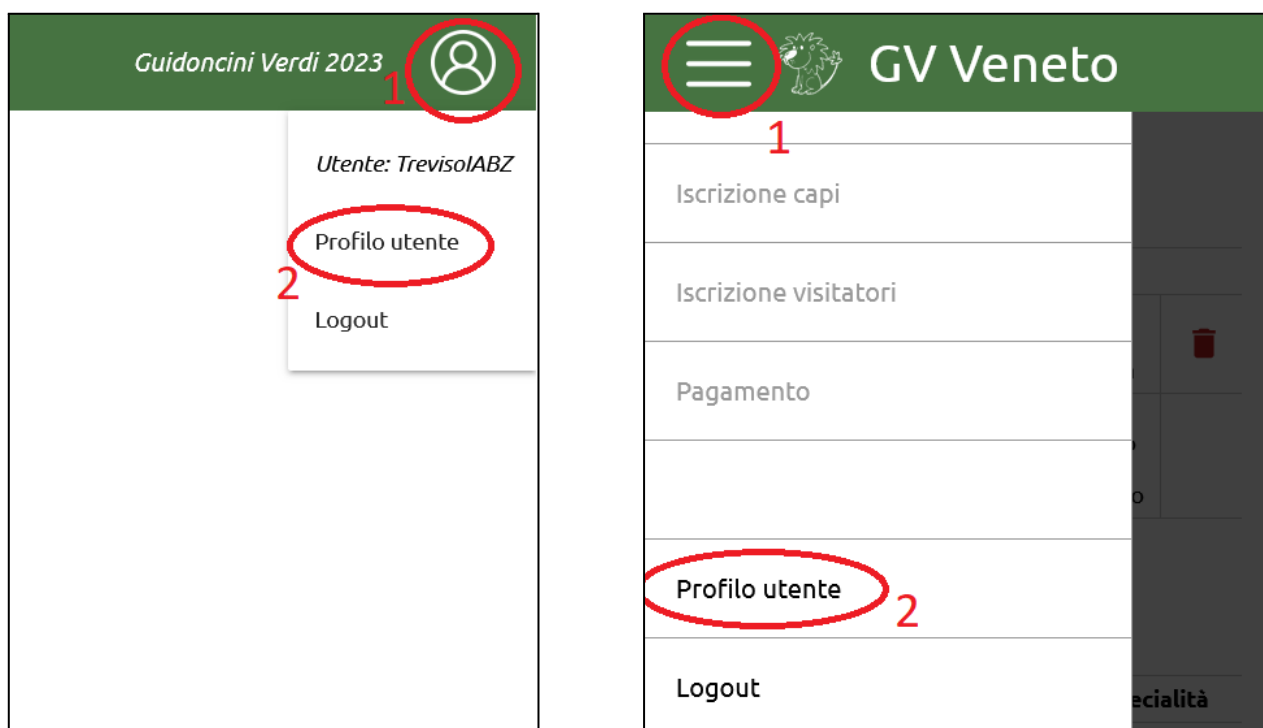 Guidoncini Verdi 2023
1
Utente: TrevisoIABZ
Profilo utente
2
Logout
GV Veneto
1
Iscrizione capi
Iscrizione visitatori
Pagamento
o
Profilo utente
2
Logout
ecialità